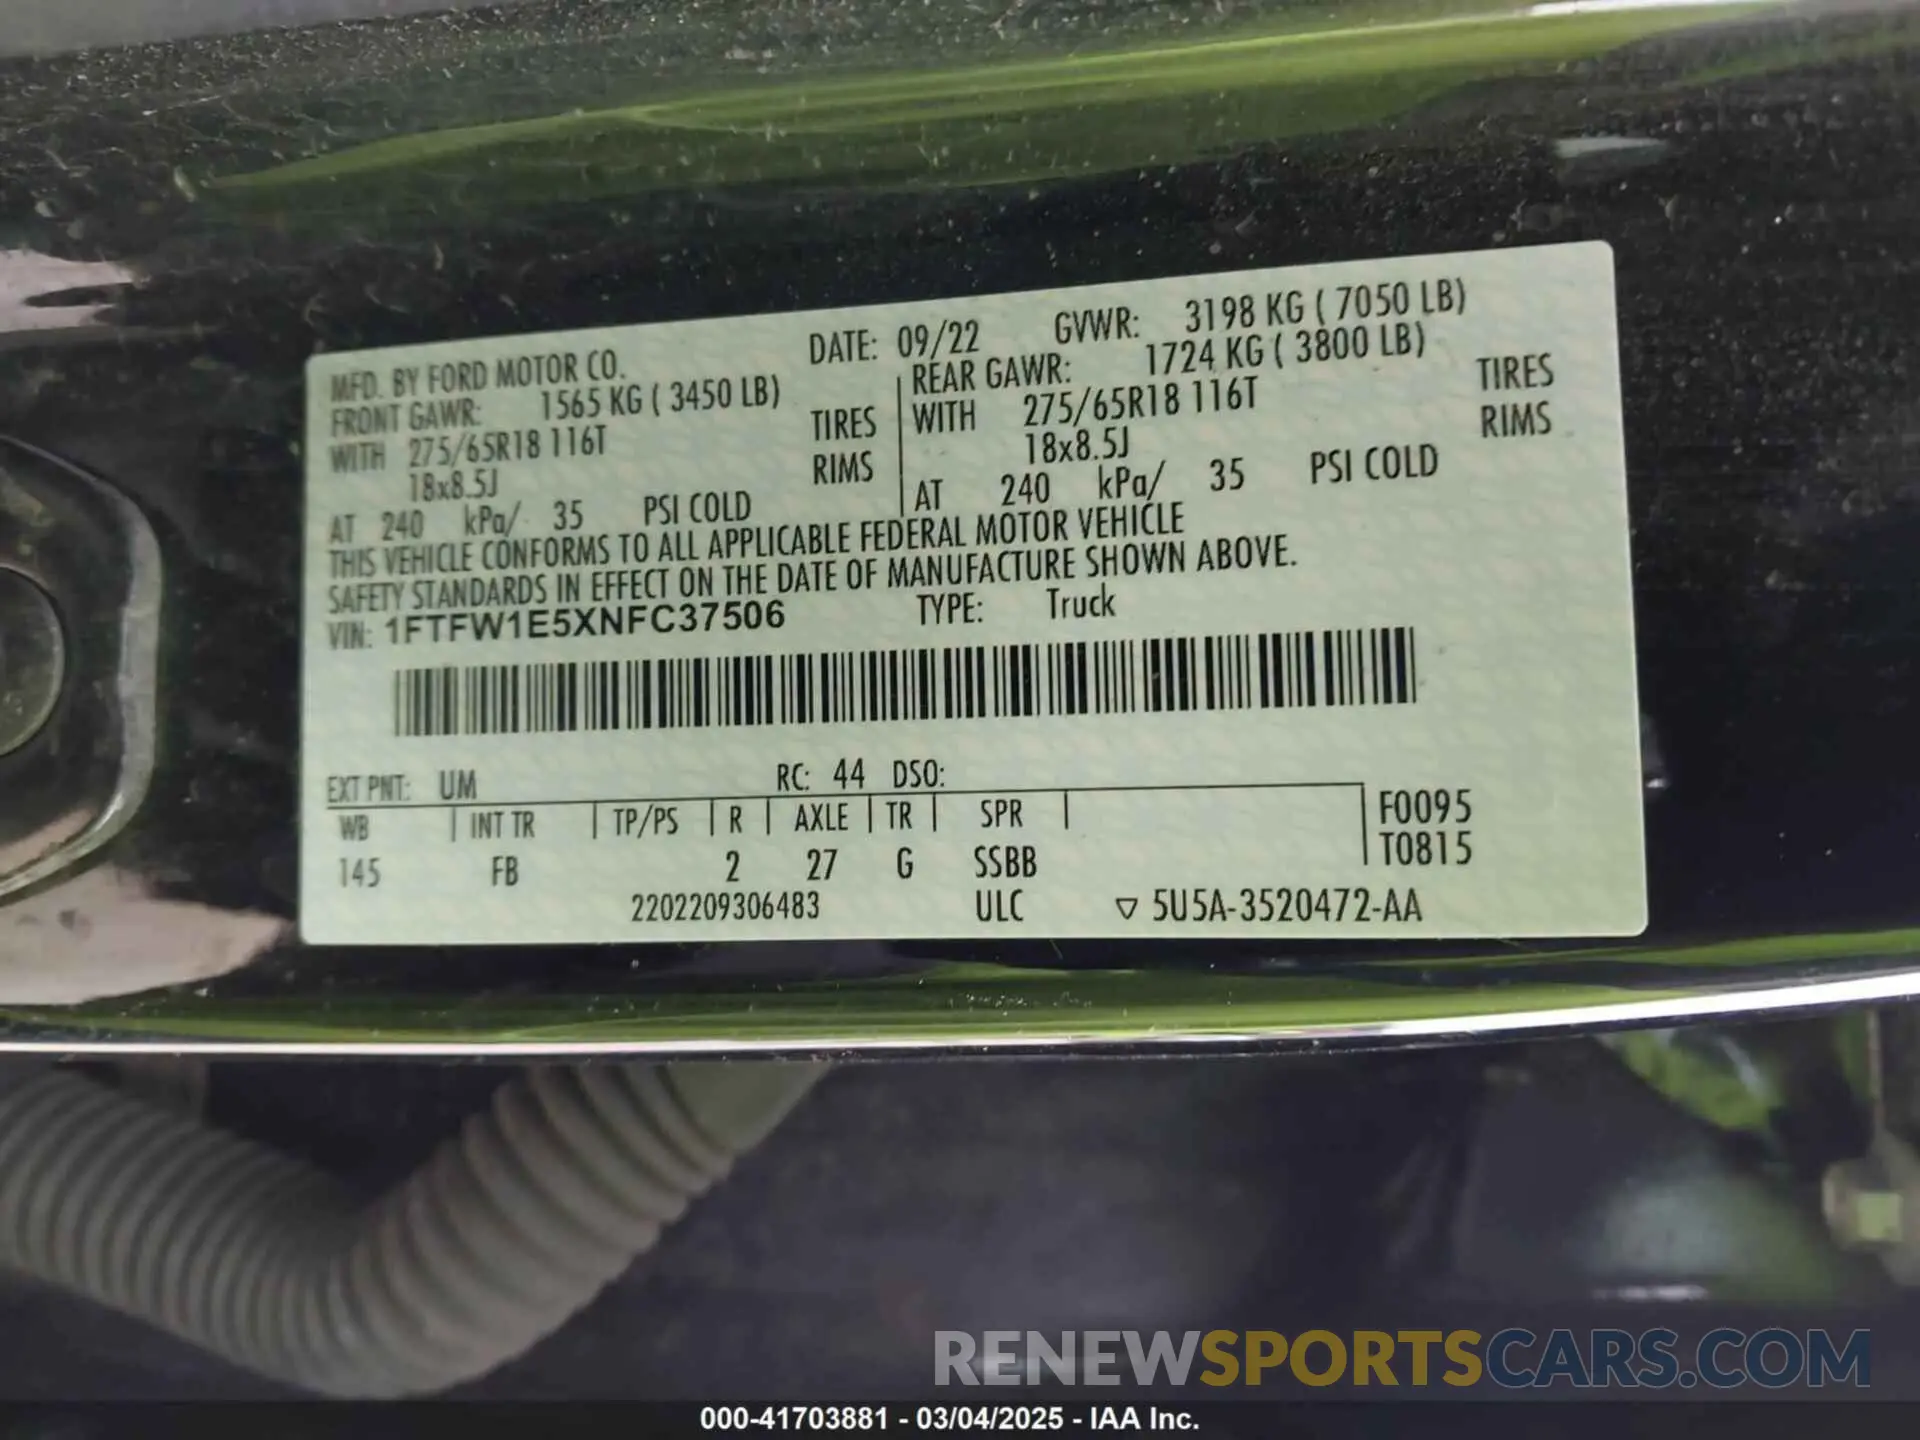 MFD. BY FORD MOTOR CO. DATE: 09/22 GVWR: 3198 KG ( 7050 LB)
FRONT GAWR: 1565 KG ( 3450 LB) REAR GAWR: 1724 KG ( 3800 LB)
WITH 275/65R18 116T TIRES WITH 275/65R18 116T TIRES
18x8.5J RIMS 18x8.5J RIMS
AT 240 kPa/ 35 PSI COLD AT 240 kPa/ 35 PSI COLD
THIS VEHICLE CONFORMS TO ALL APPLICABLE FEDERAL MOTOR VEHICLE
SAFETY STANDARDS IN EFFECT ON THE DATE OF MANUFACTURE SHOWN ABOVE.
VIN: 1FTFW1E5XNFC37506 TYPE: Truck
EXT PNT: UM RC: 44 DSO:
WB INT TR TP/PS R AXLE TR SPR F0095
145 FB 2 27 G SSBB T0815
2202209306483 ULC ▽ 5U5A-3520472-AA
RENEWSPORTSCARS.COM
000-41703881 - 03/04/2025 - IAA Inc.